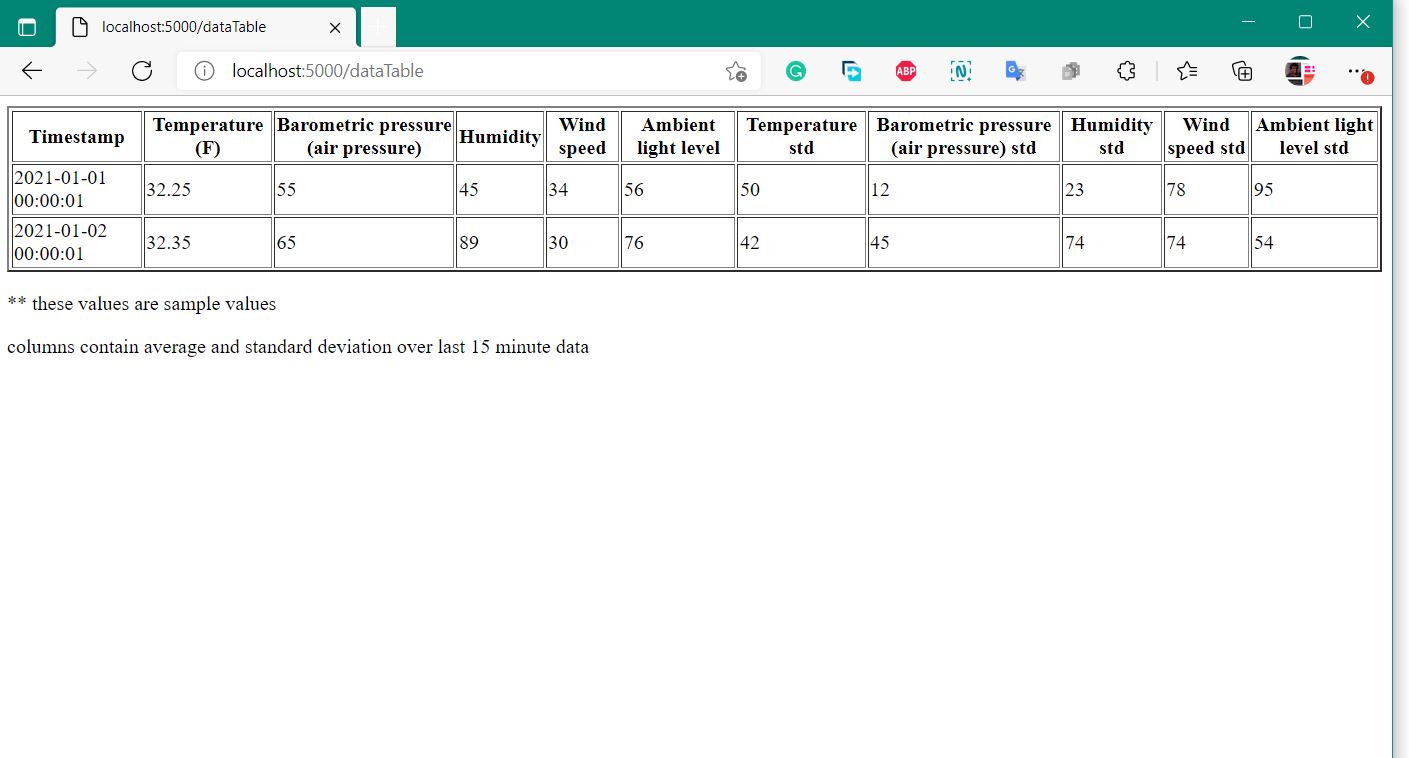 localhost:5000/dataTable
localhost:5000/dataTable
ABP
N
G
Timestamp Temperature (F) Barometric pressure (air pressure) Humidity Wind speed Ambient light level Temperature std Barometric pressure (air pressure) std Humidity std Wind speed std Ambient light level std
2021-01-01 00:00:01 32.25 55 45 34 56 50 12 23 78 95
2021-01-02 00:00:01 32.35 65 89 30 76 42 45 74 74 54
** these values are sample values
columns contain average and standard deviation over last 15 minute data